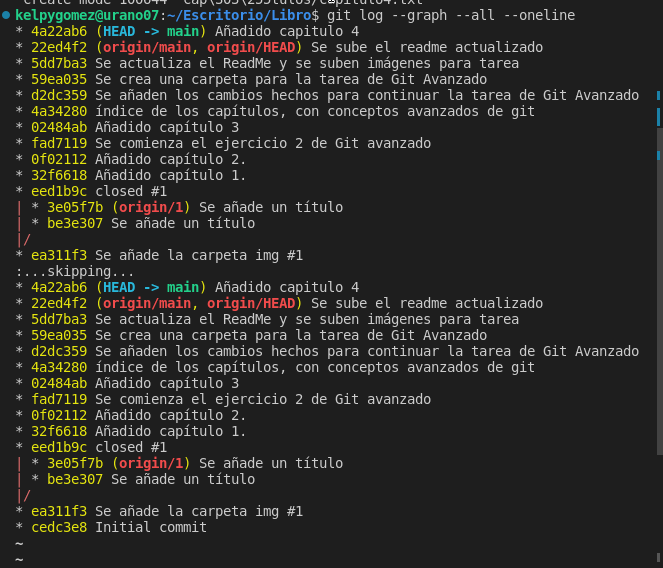 create mode 100644 "Cap\303\255tulos/Capitulo4.txt"
kelpygomez@urano07:~/Escritorio/Libro$ git log --graph --all --oneline
* 4a22ab6 (HEAD -> main) Añadido capitulo 4
* 22ed4f2 (origin/main, origin/HEAD) Se sube el readme actualizado
* 5dd7ba3 Se actualiza el ReadMe y se suben imágenes para tarea
* 59ea035 Se crea una carpeta para la tarea de Git Avanzado
* d2dc359 Se añaden los cambios hechos para continuar la tarea de Git Avanzado
* 4a34280 índice de los capítulos, con conceptos avanzados de git
* 02484ab Añadido capítulo 3
* fad7119 Se comienza el ejercicio 2 de Git avanzado
* 0f02112 Añadido capítulo 2.
* 32f6618 Añadido capítulo 1.
* eed1b9c closed #1
| * 3e05f7b (origin/1) Se añade un título
| * be3e307 Se añade un título
|/
* ea311f3 Se añade la carpeta img #1
:...skipping...
* 4a22ab6 (HEAD -> main) Añadido capitulo 4
* 22ed4f2 (origin/main, origin/HEAD) Se sube el readme actualizado
* 5dd7ba3 Se actualiza el ReadMe y se suben imágenes para tarea
* 59ea035 Se crea una carpeta para la tarea de Git Avanzado
* d2dc359 Se añaden los cambios hechos para continuar la tarea de Git Avanzado
* 4a34280 índice de los capítulos, con conceptos avanzados de git
* 02484ab Añadido capítulo 3
* fad7119 Se comienza el ejercicio 2 de Git avanzado
* 0f02112 Añadido capítulo 2.
* 32f6618 Añadido capítulo 1.
* eed1b9c closed #1
| * 3e05f7b (origin/1) Se añade un título
| * be3e307 Se añade un título
|/
* ea311f3 Se añade la carpeta img #1
* cedc3e8 Initial commit
~
~